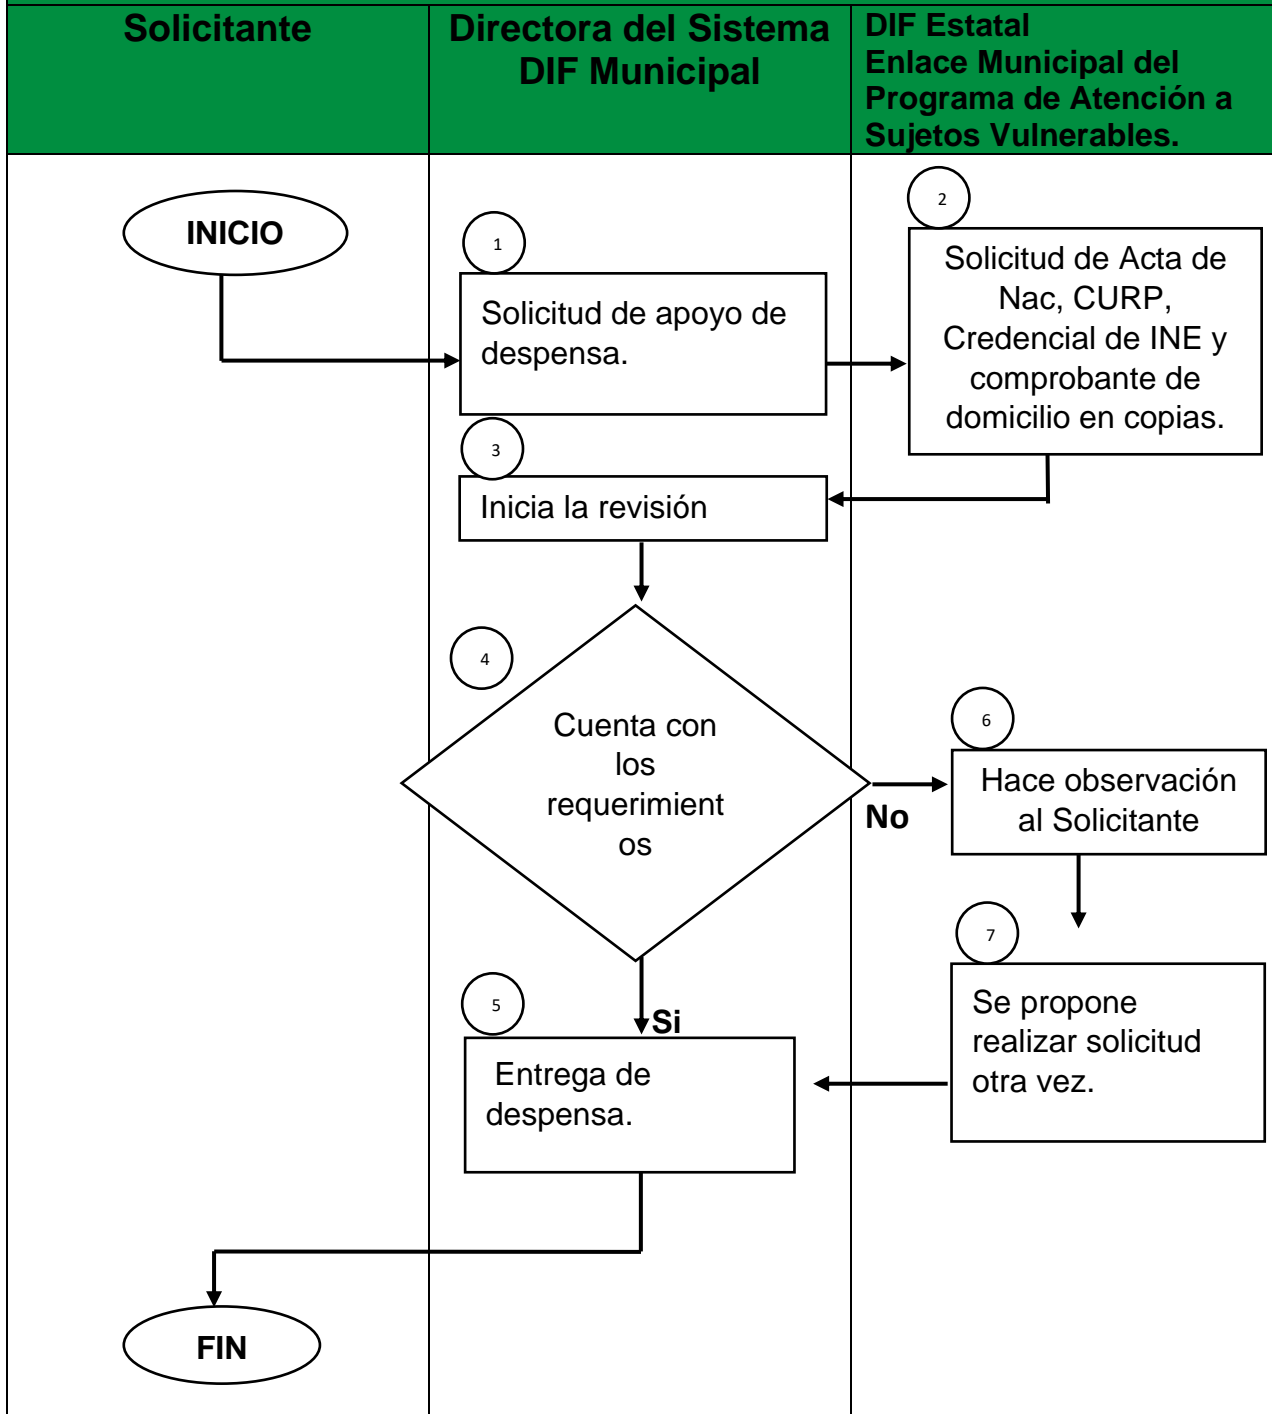 Solicitante
Directora del Sistema
DIF Municipal
DIF Estatal
Enlace Municipal del
Programa de Atención a
Sujetos Vulnerables.
INICIO
1
Solicitud de apoyo de
despensa.
2
Solicitud de Acta de
Nac, CURP,
Credencial de INE y
comprobante de
domicilio en copias.
3
Inicia la revisión
4
Cuenta con
los
requerimient
os
No
6
Hace observación
al Solicitante
7
Se propone
realizar solicitud
otra vez.
Si
5
Entrega de
despensa.
FIN